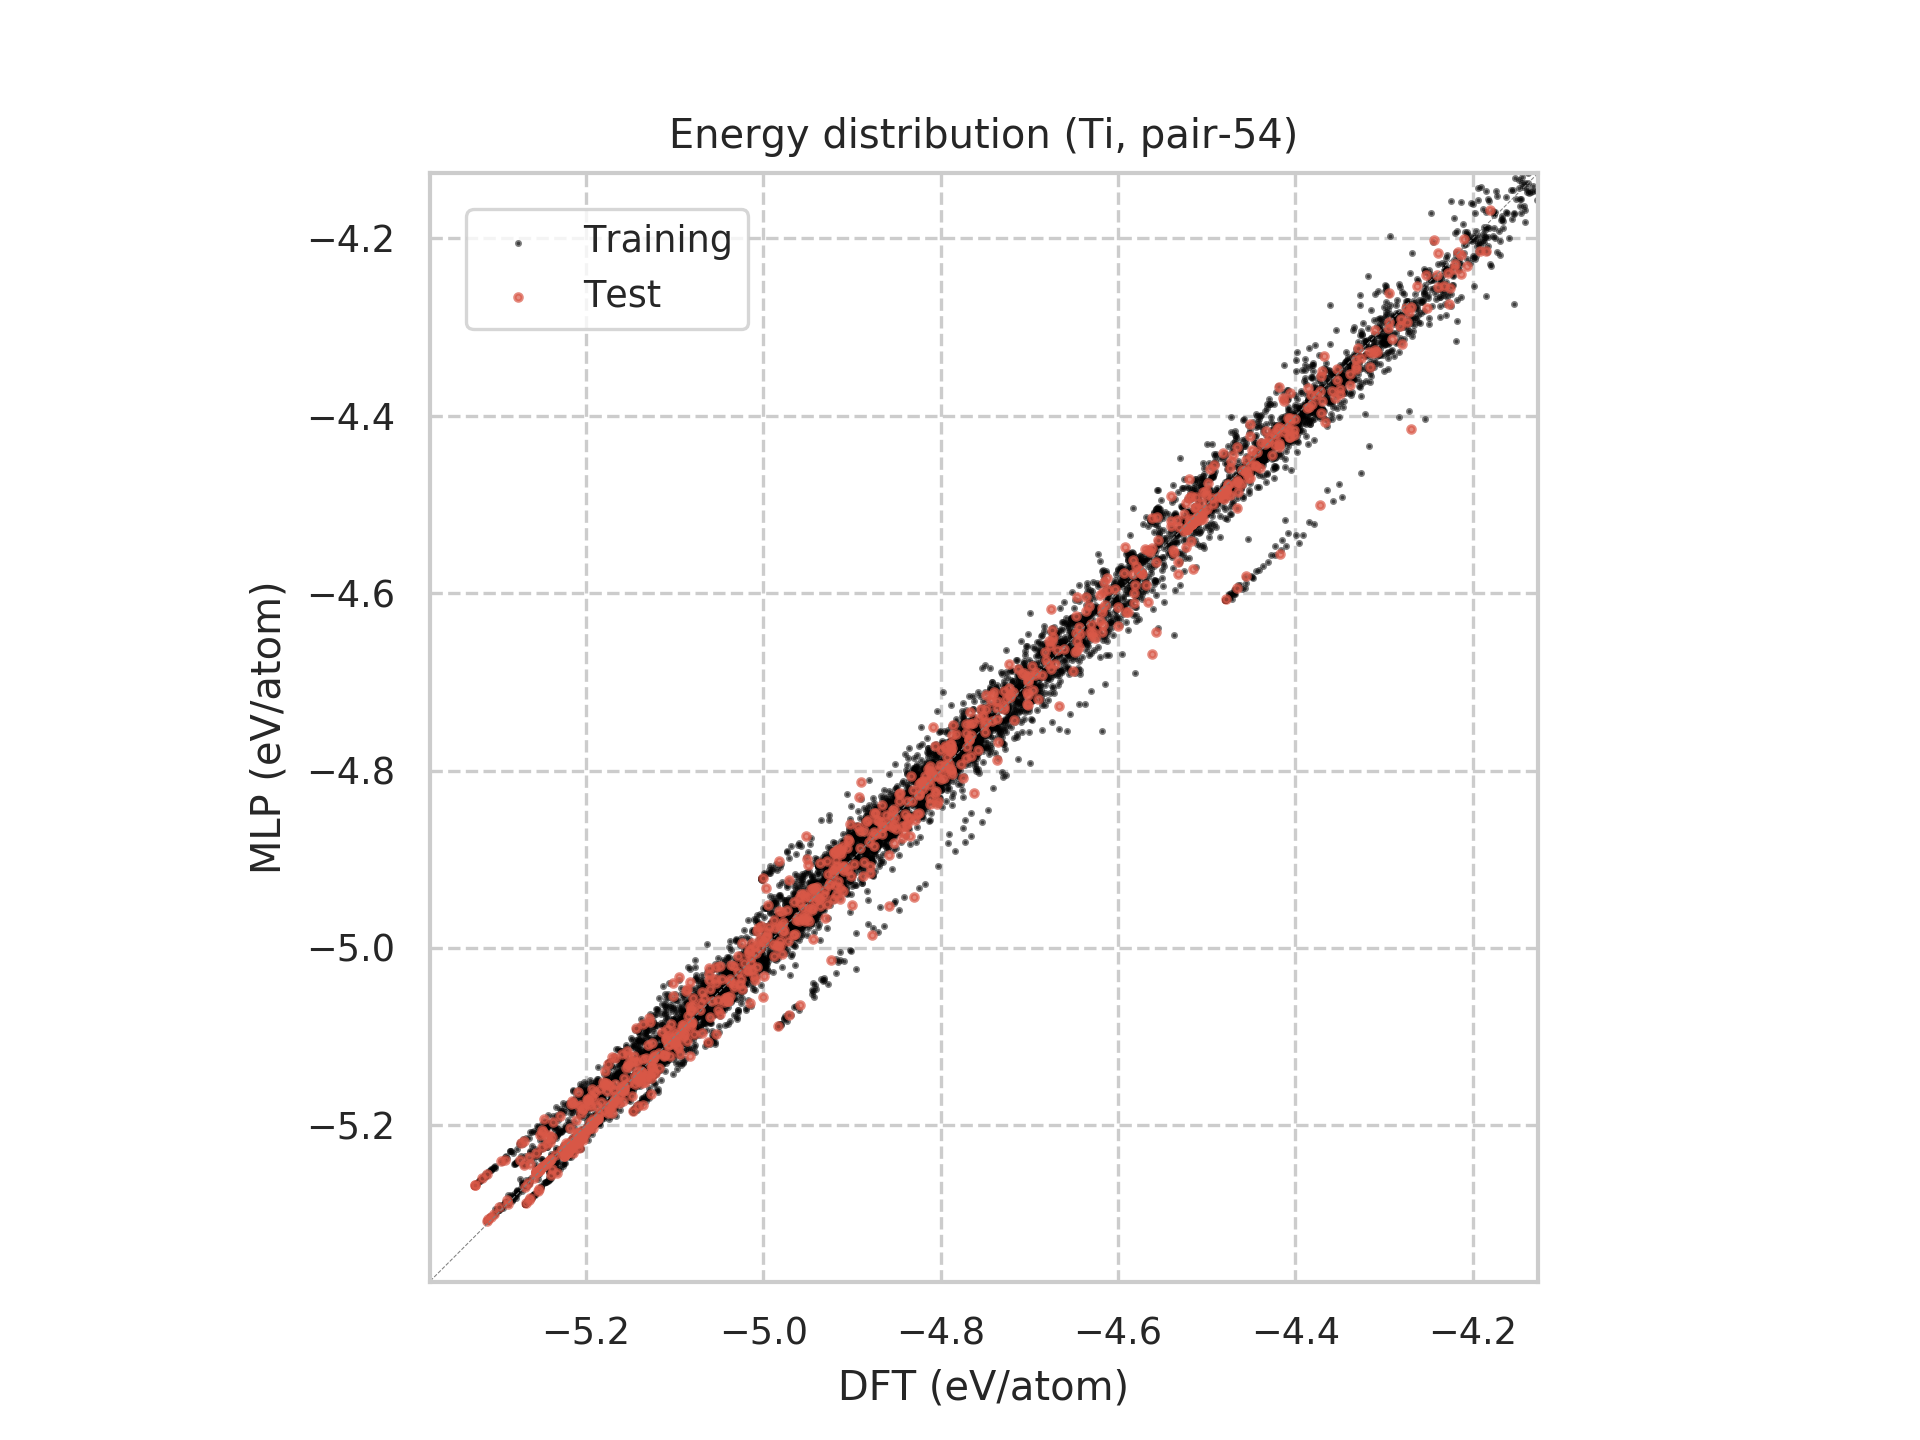 Energy distribution (Ti, pair-54)
Training
Test
MLP (eV/atom)
−4.2
−4.4
−4.6
−4.8
−5.0
−5.2
−5.2 −5.0 −4.8 −4.6 −4.4 −4.2
DFT (eV/atom)